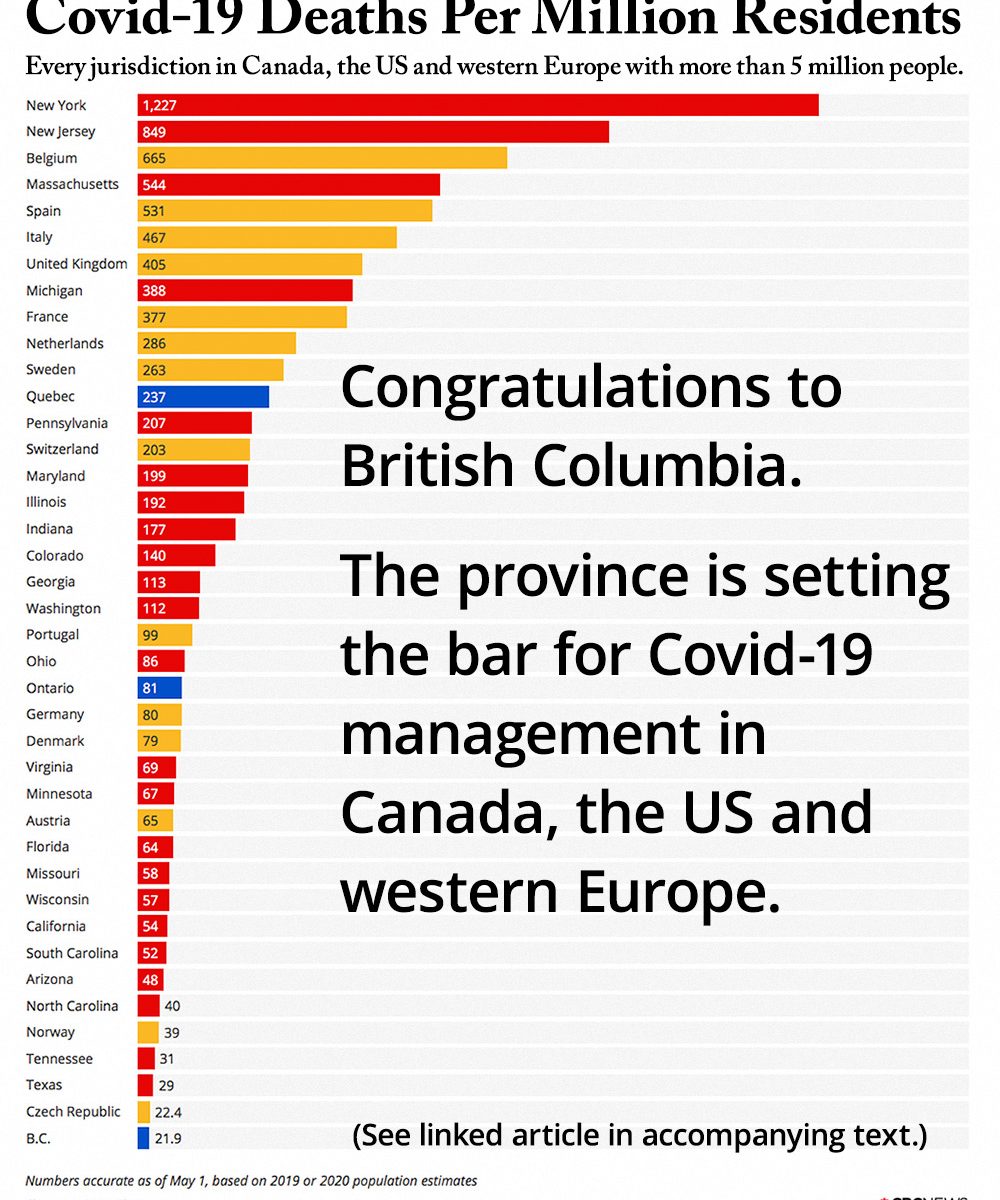 Covid-19 Deaths Per Million Residents
Every jurisdiction in Canada, the US and western Europe with more than 5 million people.
New York 1,227
New Jersey 849
Belgium 665
Massachusetts 544
Spain 531
Italy 467
United Kingdom 405
Michigan 388
France 377
Netherlands 286
Sweden 263
Quebec 237
Pennsylvania 207
Switzerland 203
Maryland 199
Illinois 192
Indiana 177
Colorado 140
Georgia 113
Washington 112
Portugal 99
Ohio 86
Ontario 81
Germany 80
Denmark 79
Virginia 69
Minnesota 67
Austria 65
Florida 64
Missouri 58
Wisconsin 57
California 54
South Carolina 52
Arizona 48
North Carolina 40
Norway 39
Tennessee 31
Texas 29
Czech Republic 22.4
B.C. 21.9
Congratulations to
British Columbia.
The province is setting
the bar for Covid-19
management in
Canada, the US and
western Europe.
(See linked article in accompanying text.)
Numbers accurate as of May 1, based on 2019 or 2020 population estimates